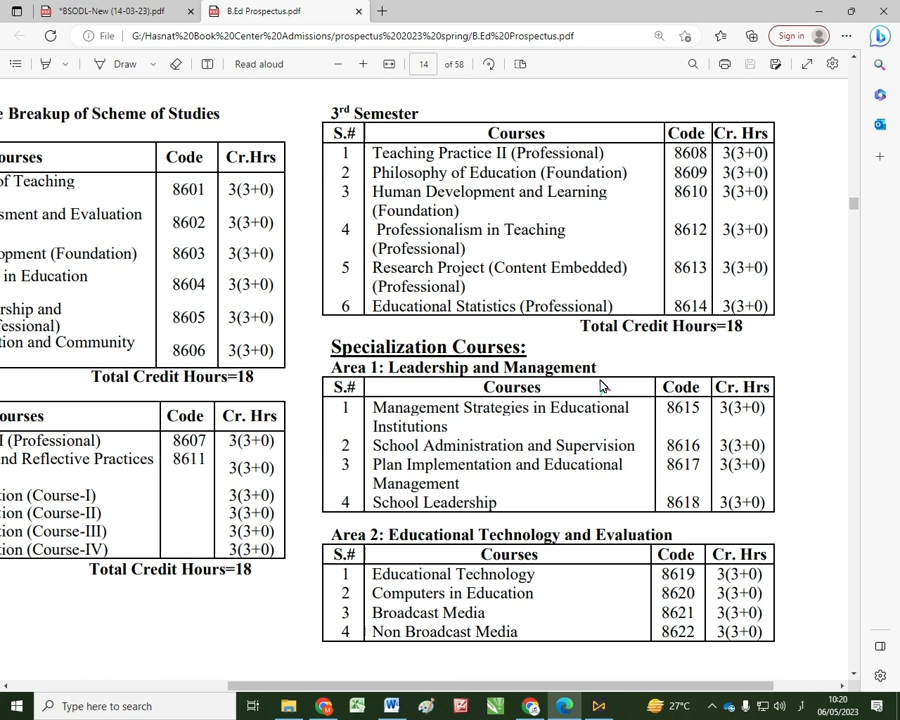 *BSODL-New (14-03-23).pdf
B.Ed Prospectus.pdf
File
G:/Hasnat%20Book%20Center%20Admissions/prospectus%202023%20spring/B.Ed%20Prospectus.pdf
Sign in
Draw
Read aloud
14 of 58
e Breakup of Scheme of Studies
ourses Code Cr.Hrs
of Teaching 8601 3(3+0)
sment and Evaluation 8602 3(3+0)
opment (Foundation) 8603 3(3+0)
in Education 8604 3(3+0)
rship and
fessional) 8605 3(3+0)
tion and Community 8606 3(3+0)
Total Credit Hours=18
ourses Code Cr. Hrs
I (Professional) 8607 3(3+0)
nd Reflective Practices 8611 3(3+0)
tion (Course-I) 3(3+0)
tion (Course-II) 3(3+0)
tion (Course-III) 3(3+0)
tion (Course-IV) 3(3+0)
Total Credit Hours=18
3rd Semester
S.# Courses Code Cr. Hrs
1 Teaching Practice II (Professional) 8608 3(3+0)
2 Philosophy of Education (Foundation) 8609 3(3+0)
3 Human Development and Learning 8610 3(3+0)
(Foundation)
4 Professionalism in Teaching 8612 3(3+0)
(Professional)
5 Research Project (Content Embedded) 8613 3(3+0)
(Professional)
6 Educational Statistics (Professional) 8614 3(3+0)
Total Credit Hours=18
Specialization Courses:
Area 1: Leadership and Management
S.# Courses Code Cr. Hrs
1 Management Strategies in Educational 8615 3(3+0)
Institutions
2 School Administration and Supervision 8616 3(3+0)
3 Plan Implementation and Educational 8617 3(3+0)
Management
4 School Leadership 8618 3(3+0)
Area 2: Educational Technology and Evaluation
S.# Courses Code Cr. Hrs
1 Educational Technology 8619 3(3+0)
2 Computers in Education 8620 3(3+0)
3 Broadcast Media 8621 3(3+0)
4 Non Broadcast Media 8622 3(3+0)
Type here to search
27°C
10:20
06/05/2023